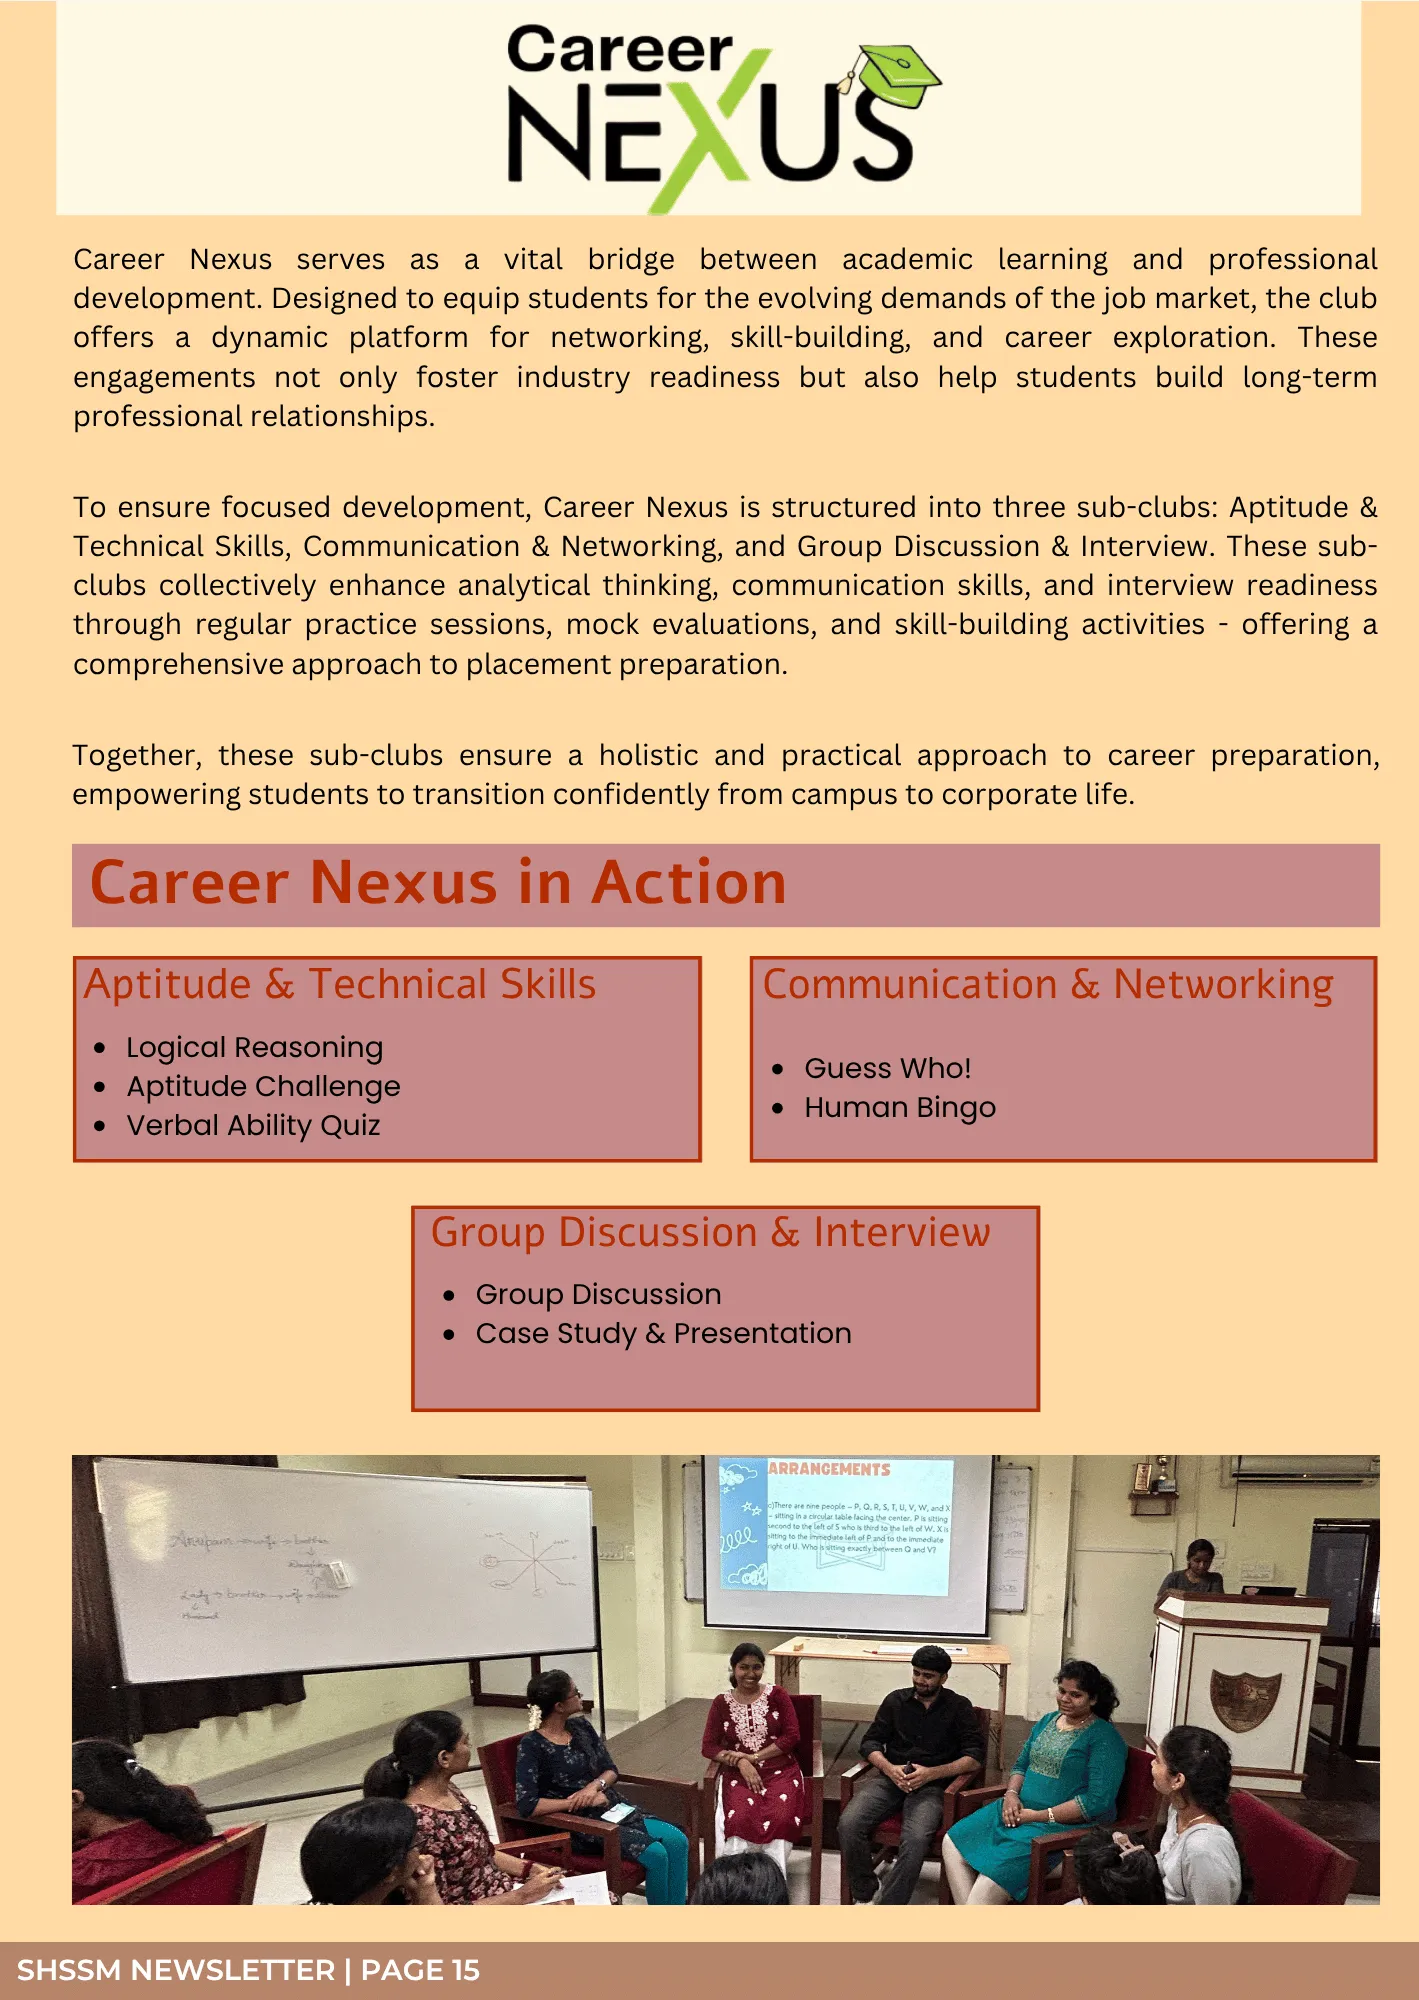 Career
NEXUS
Career Nexus serves as a vital bridge between academic learning and professional
development. Designed to equip students for the evolving demands of the job market, the club
offers a dynamic platform for networking, skill-building, and career exploration. These
engagements not only foster industry readiness but also help students build long-term
professional relationships.
To ensure focused development, Career Nexus is structured into three sub-clubs: Aptitude &
Technical Skills, Communication & Networking, and Group Discussion & Interview. These sub-
clubs collectively enhance analytical thinking, communication skills, and interview readiness
through regular practice sessions, mock evaluations, and skill-building activities - offering a
comprehensive approach to placement preparation.
Together, these sub-clubs ensure a holistic and practical approach to career preparation,
empowering students to transition confidently from campus to corporate life.
Career Nexus in Action
Aptitude & Technical Skills
• Logical Reasoning
• Aptitude Challenge
• Verbal Ability Quiz
Communication & Networking
• Guess Who!
• Human Bingo
Group Discussion & Interview
• Group Discussion
• Case Study & Presentation
ARRANGEMENTS
c)There are nine people – P, Q, R, S, T, U, V, W, and X
– sitting in a circular table facing the center. P is sitting
second to the left of S who is third to the left of W. X is
sitting to the immediate left of P and to the immediate
right of U. Who is sitting exactly between Q and V?
Lady
Husband
SHSSM NEWSLETTER | PAGE 15